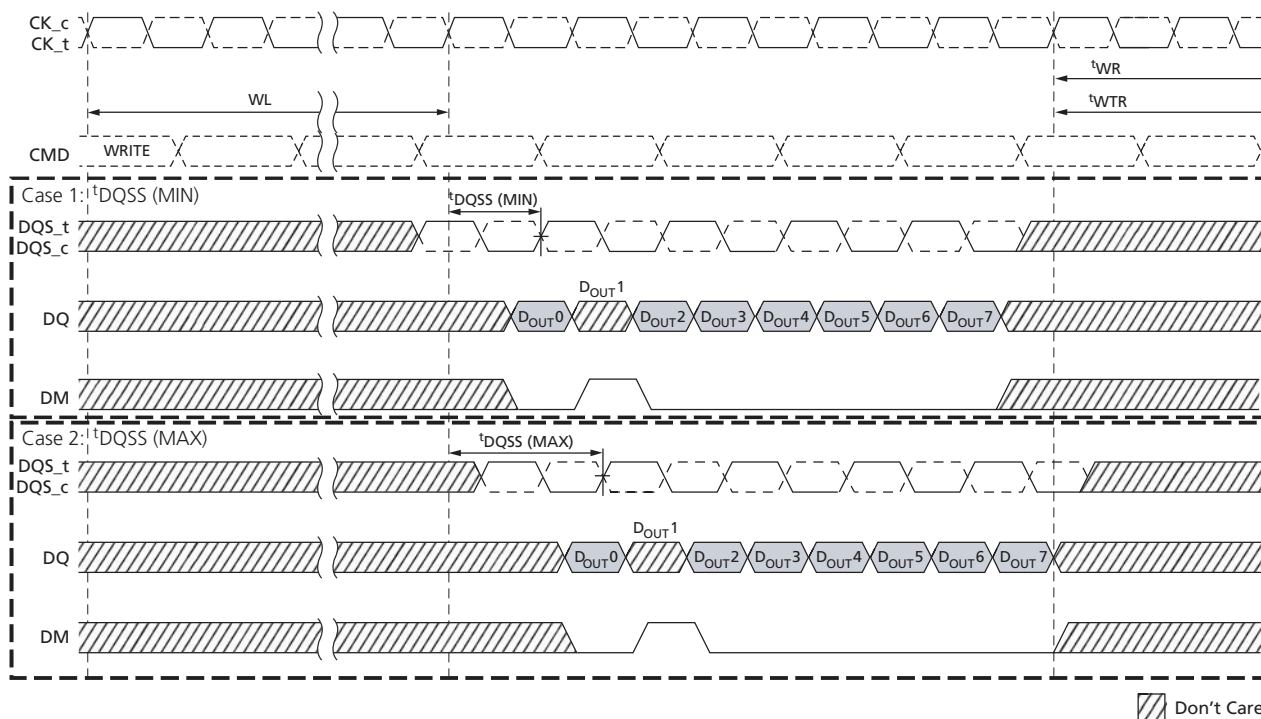 CK_c
CK_t
tWR
WL
tWTR
CMD WRITE
Case 1: tDQSS (MIN)
tDQSS (MIN)
DQS_t
DQS_c
DOUT1
DQ DOUT0 DOUT2 DOUT3 DOUT4 DOUT5 DOUT6 DOUT7
DM
Case 2: tDQSS (MAX)
tDQSS (MAX)
DQS_t
DQS_c
DOUT1
DQ DOUT0 DOUT2 DOUT3 DOUT4 DOUT5 DOUT6 DOUT7
DM
Don't Care